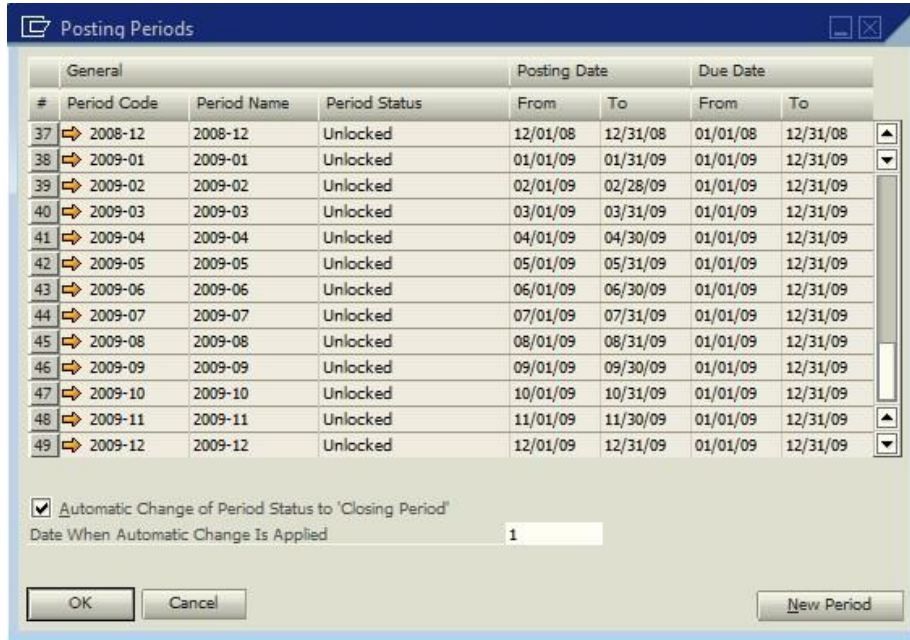 Posting Periods
General Posting Date Due Date
# Period Code Period Name Period Status From To From To
37 2008-12 2008-12 Unlocked 12/01/08 12/31/08 01/01/08 12/31/08
38 2009-01 2009-01 Unlocked 01/01/09 01/31/09 01/01/09 12/31/09
39 2009-02 2009-02 Unlocked 02/01/09 02/28/09 01/01/09 12/31/09
40 2009-03 2009-03 Unlocked 03/01/09 03/31/09 01/01/09 12/31/09
41 2009-04 2009-04 Unlocked 04/01/09 04/30/09 01/01/09 12/31/09
42 2009-05 2009-05 Unlocked 05/01/09 05/31/09 01/01/09 12/31/09
43 2009-06 2009-06 Unlocked 06/01/09 06/30/09 01/01/09 12/31/09
44 2009-07 2009-07 Unlocked 07/01/09 07/31/09 01/01/09 12/31/09
45 2009-08 2009-08 Unlocked 08/01/09 08/31/09 01/01/09 12/31/09
46 2009-09 2009-09 Unlocked 09/01/09 09/30/09 01/01/09 12/31/09
47 2009-10 2009-10 Unlocked 10/01/09 10/31/09 01/01/09 12/31/09
48 2009-11 2009-11 Unlocked 11/01/09 11/30/09 01/01/09 12/31/09
49 2009-12 2009-12 Unlocked 12/01/09 12/31/09 01/01/09 12/31/09
Automatic Change of Period Status to 'Closing Period'
Date When Automatic Change Is Applied 1
OK Cancel New Period